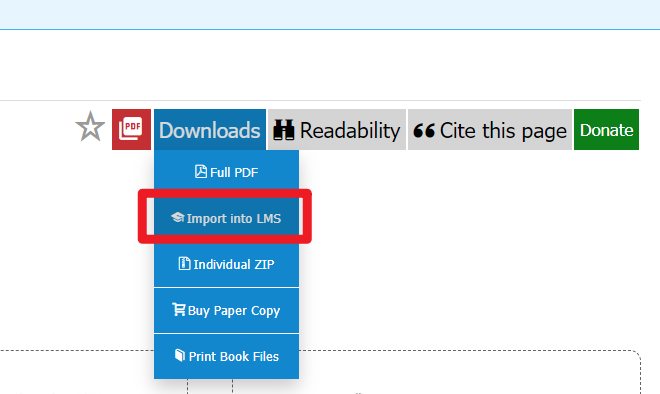 PDF Downloads Readability Cite this page Donate
Full PDF
Import into LMS
Individual ZIP
Buy Paper Copy
Print Book Files